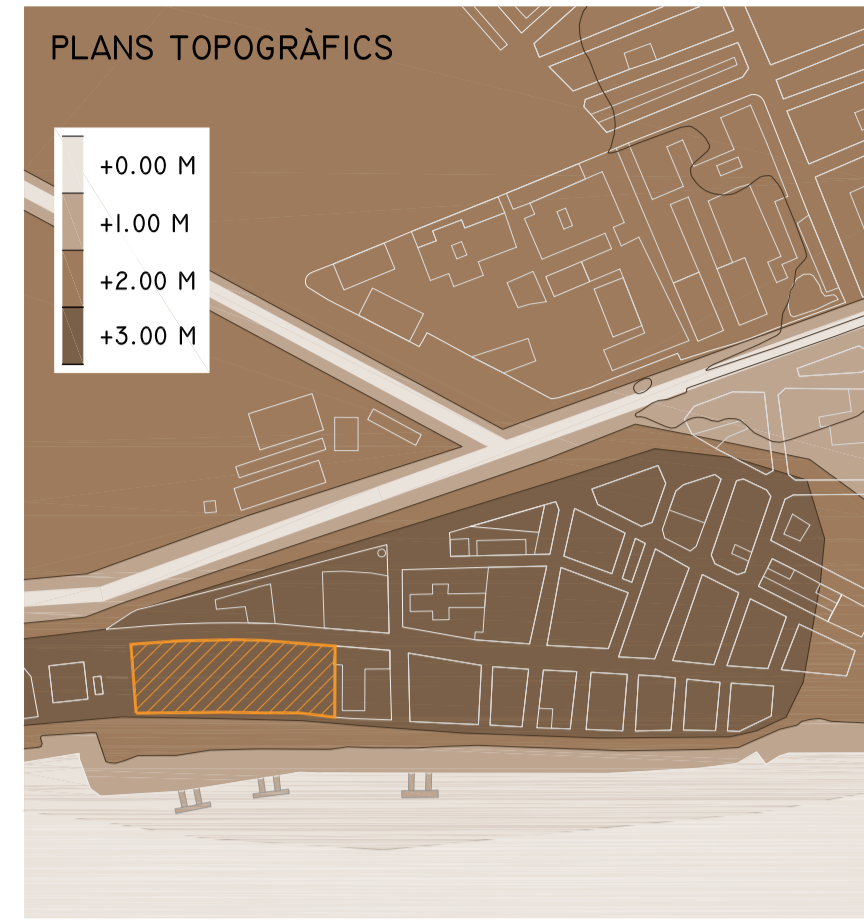 PLANS TOPOGRÀFICS
+0.00 M
+1.00 M
+2.00 M
+3.00 M